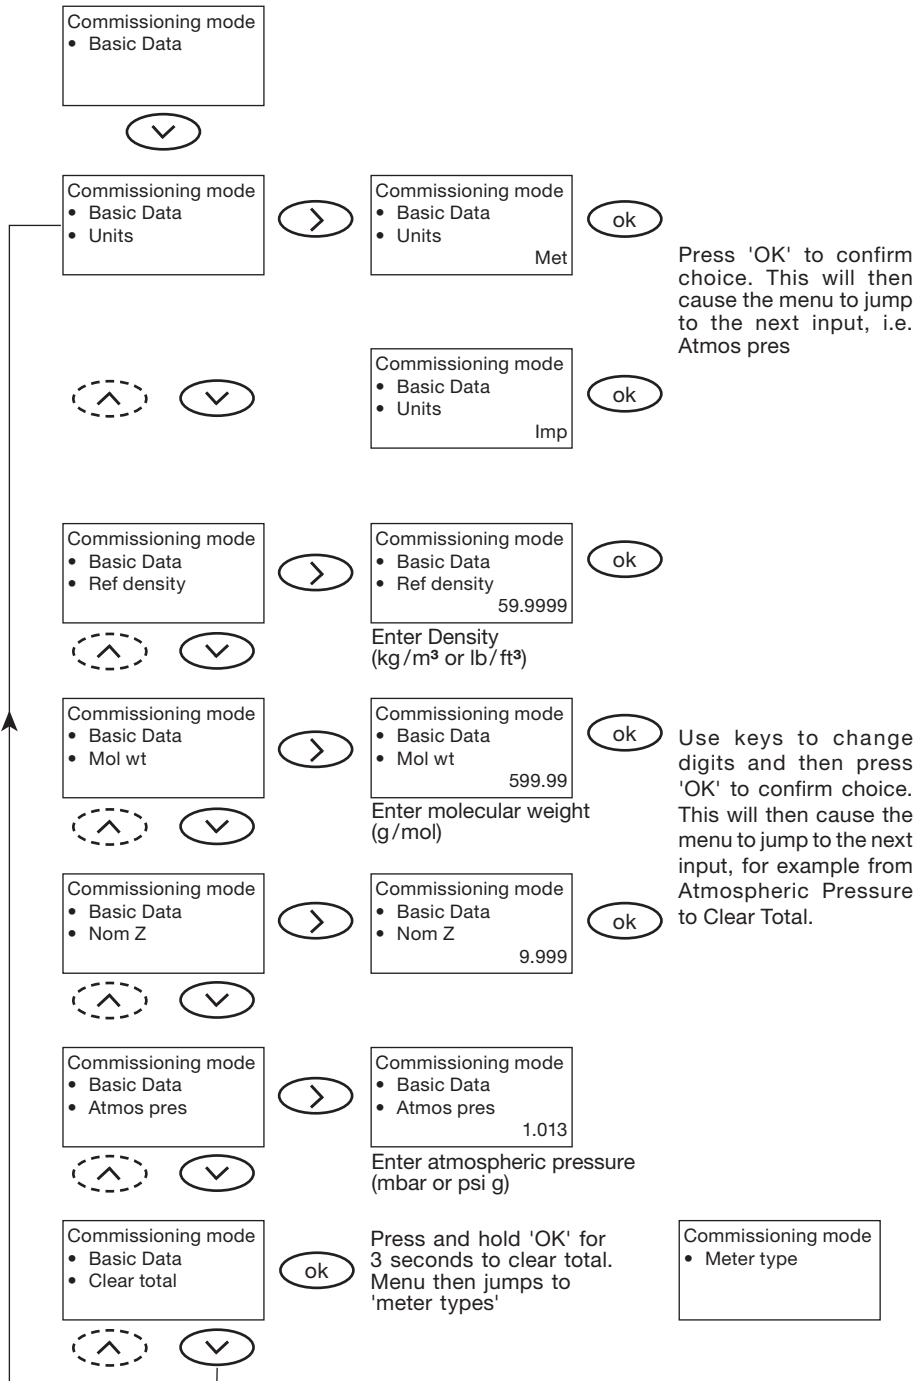 Commissioning mode
• Basic Data
Commissioning mode
• Basic Data
• Units
Commissioning mode
• Basic Data
• Units
Met
ok
Press 'OK' to confirm
choice. This will then
cause the menu to jump
to the next input, i.e.
Atmos pres
Commissioning mode
• Basic Data
• Units
Imp
ok
Commissioning mode
• Basic Data
• Ref density
Commissioning mode
• Basic Data
• Ref density
59.9999
ok
Enter Density
(kg/m³ or lb/ft³)
Commissioning mode
• Basic Data
• Mol wt
Commissioning mode
• Basic Data
• Mol wt
599.99
ok
Enter molecular weight
(g/mol)
Use keys to change
digits and then press
'OK' to confirm choice.
This will then cause the
menu to jump to the next
input, for example from
Atmospheric Pressure
to Clear Total.
Commissioning mode
• Basic Data
• Nom Z
Commissioning mode
• Basic Data
• Nom Z
9.999
ok
Commissioning mode
• Basic Data
• Atmos pres
Commissioning mode
• Basic Data
• Atmos pres
1.013
Enter atmospheric pressure
(mbar or psi g)
Commissioning mode
• Basic Data
• Clear total
ok
Press and hold 'OK' for
3 seconds to clear total.
Menu then jumps to
'meter types'
Commissioning mode
• Meter type